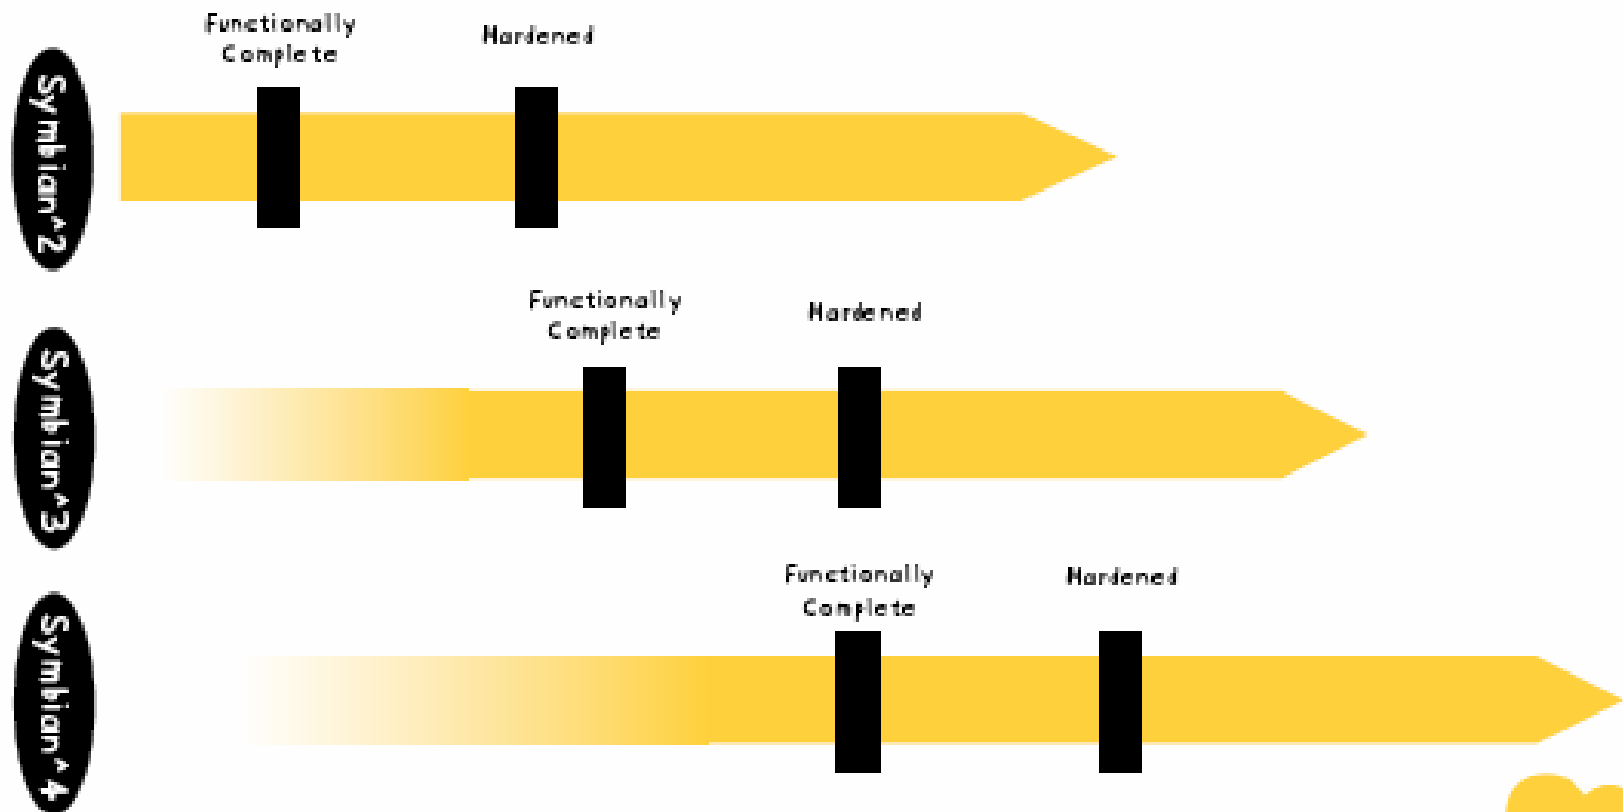 Functionally
Complete
Hardened
Symbian^2
Functionally
Complete
Hardened
Symbian^3
Functionally
Complete
Hardened
Symbian^4